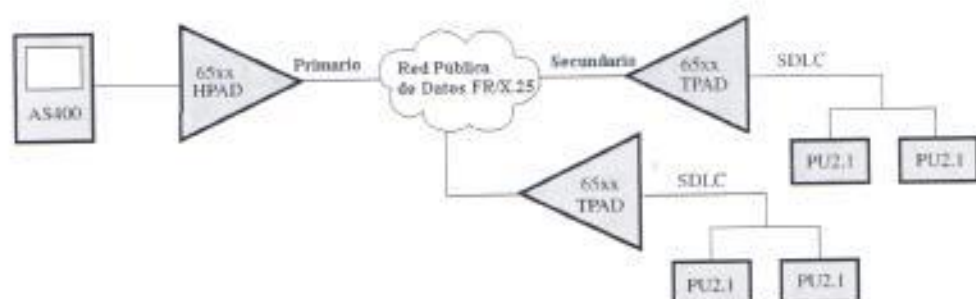 AS400
65xx
HPAD
Primario
Red Pública
de Datos FR/X.25
Secundario
65xx
TPAD
SDLC
PU2.1
PU2.1
65xx
TPAD
SDLC
PU2.1
PU2.1